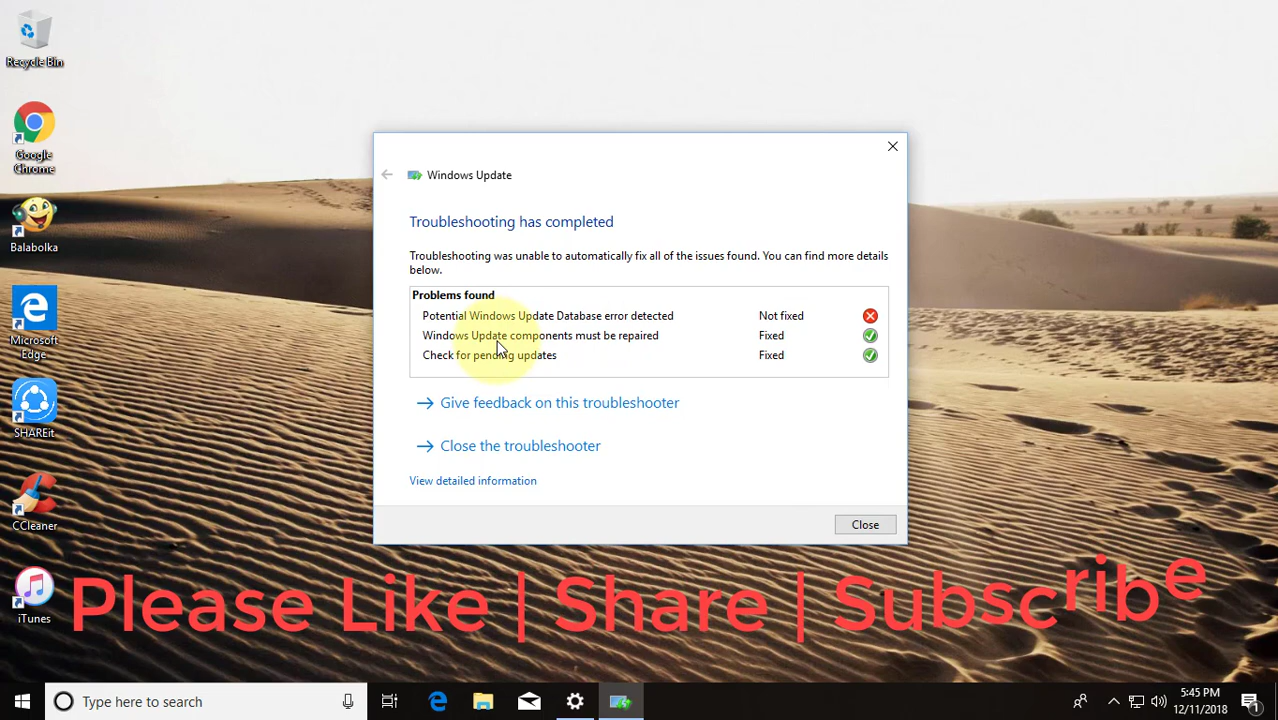 Recycle Bin
Google
Chrome
Balabolka
Microsoft
Edge
SHAREit
CCleaner
iTunes
Windows Update
Troubleshooting has completed
Troubleshooting was unable to automatically fix all of the issues found. You can find more details
below.
Problems found
Potential Windows Update Database error detected Not fixed
Windows Update components must be repaired Fixed
Check for pending updates Fixed
Give feedback on this troubleshooter
Close the troubleshooter
View detailed information
Close
Please Like | Share | Subscribe
Type here to search
5:45 PM
12/11/2018
1